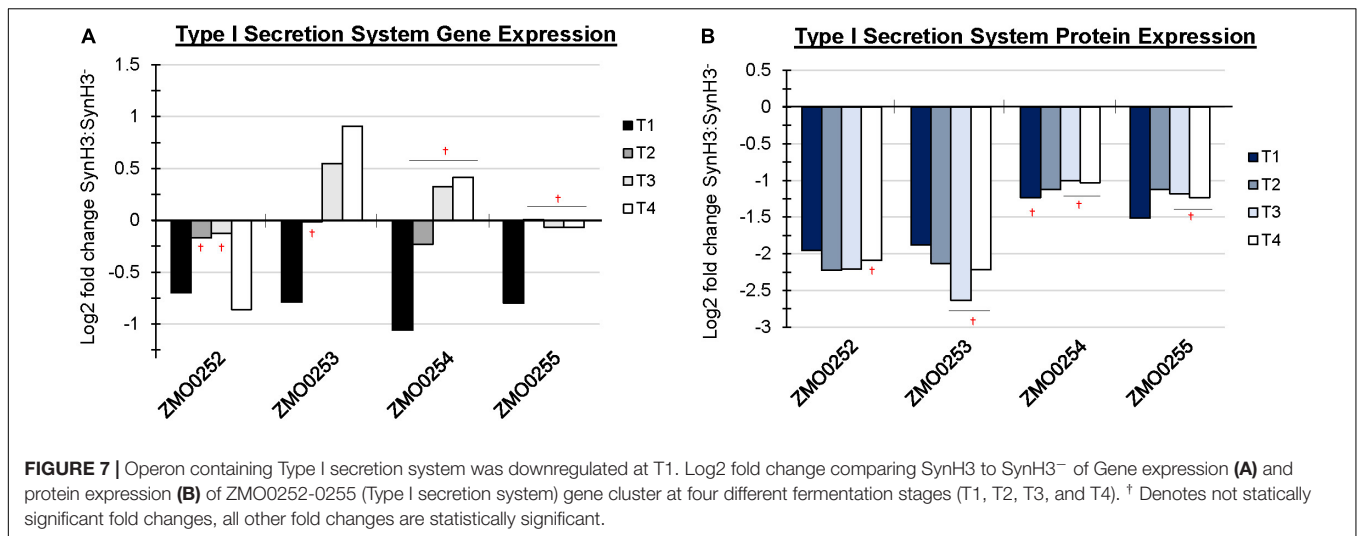 A
Type I Secretion System Gene Expression
Log2 fold change SynH3:SynH3-
1.5
1
0.5
0
-0.5
-1
†
†
†
†
†
ZMO0252
ZMO0253
ZMO0254
ZMO0255
T1
T2
T3
T4
B
Type I Secretion System Protein Expression
Log2 fold change SynH3:SynH3-
0.5
0
-0.5
-1
-1.5
-2
-2.5
-3
†
†
†
†
†
ZMO0252
ZMO0253
ZMO0254
ZMO0255
T1
T2
T3
T4
FIGURE 7 | Operon containing Type I secretion system was downregulated at T1. Log2 fold change comparing SynH3 to SynH3− of Gene expression (A) and
protein expression (B) of ZMO0252-0255 (Type I secretion system) gene cluster at four different fermentation stages (T1, T2, T3, and T4). † Denotes not statically
significant fold changes, all other fold changes are statistically significant.